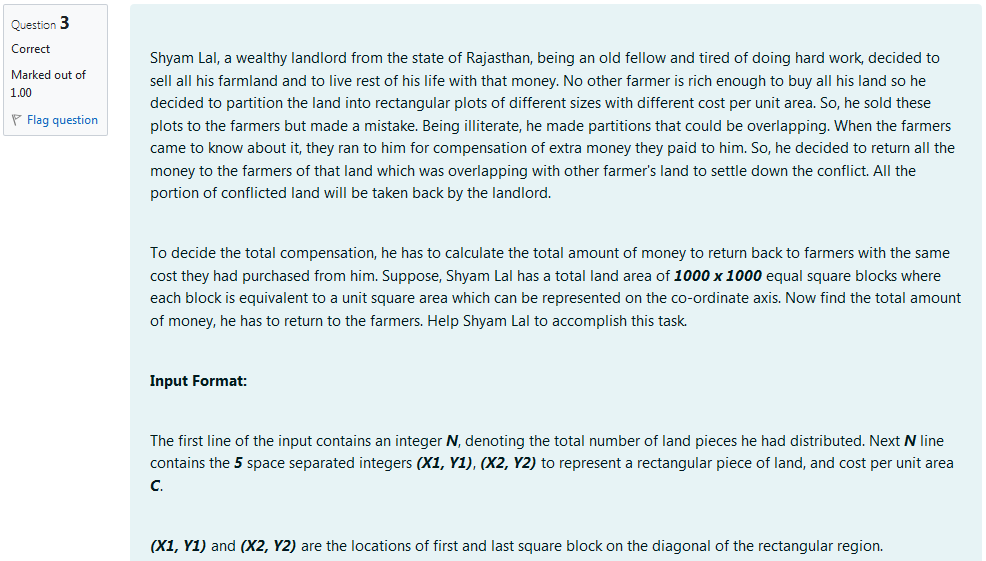 Question 3
Correct
Marked out of
1.00
Flag question
Shyam Lal, a wealthy landlord from the state of Rajasthan, being an old fellow and tired of doing hard work, decided to
sell all his farmland and to live rest of his life with that money. No other farmer is rich enough to buy all his land so he
decided to partition the land into rectangular plots of different sizes with different cost per unit area. So, he sold these
plots to the farmers but made a mistake. Being illiterate, he made partitions that could be overlapping. When the farmers
came to know about it, they ran to him for compensation of extra money they paid to him. So, he decided to return all the
money to the farmers of that land which was overlapping with other farmer's land to settle down the conflict. All the
portion of conflicted land will be taken back by the landlord.
To decide the total compensation, he has to calculate the total amount of money to return back to farmers with the same
cost they had purchased from him. Suppose, Shyam Lal has a total land area of 1000 x 1000 equal square blocks where
each block is equivalent to a unit square area which can be represented on the co-ordinate axis. Now find the total amount
of money, he has to return to the farmers. Help Shyam Lal to accomplish this task.
Input Format:
The first line of the input contains an integer N, denoting the total number of land pieces he had distributed. Next N line
contains the 5 space separated integers (X1, Y1), (X2, Y2) to represent a rectangular piece of land, and cost per unit area
C.
(X1, Y1) and (X2, Y2) are the locations of first and last square block on the diagonal of the rectangular region.